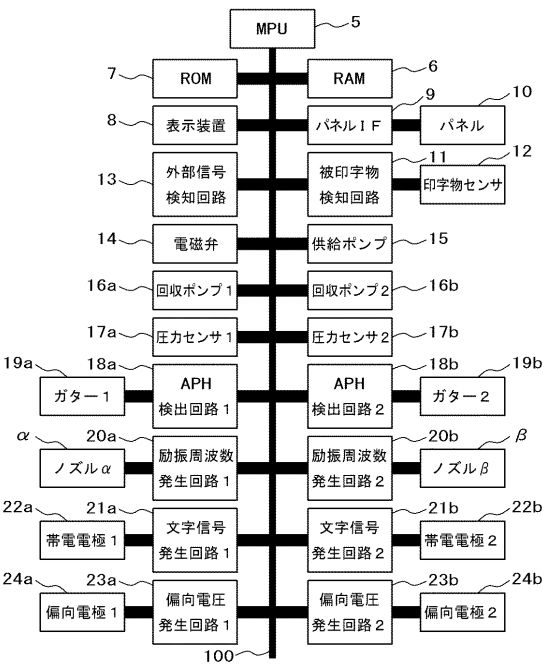 MPU
5
7
ROM
RAM
6
8
表示装置
パネルＩＦ
9
パネル
10
13
外部信号
検知回路
被印字物
検知回路
11
印字物センサ
12
14
電磁弁
供給ポンプ
15
16a
回収ポンプ１
回収ポンプ２
16b
17a
圧力センサ１
圧力センサ２
17b
19a
ガター１
18a
APH
検出回路１
APH
検出回路２
18b
ガター２
19b
α
ノズルα
20a
励振周波数
発生回路１
励振周波数
発生回路２
20b
ノズルβ
β
22a
帯電電極１
21a
文字信号
発生回路１
文字信号
発生回路２
21b
帯電電極２
22b
24a
偏向電極１
23a
偏向電圧
発生回路１
偏向電圧
発生回路２
23b
偏向電極２
24b
100